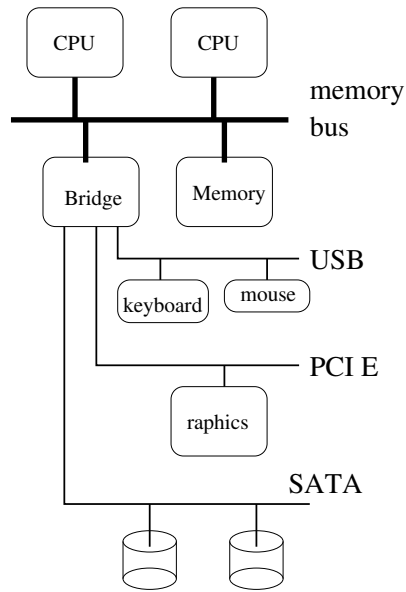 CPU
CPU
memory
bus
Bridge
Memory
USB
keyboard
mouse
PCI E
raphics
SATA